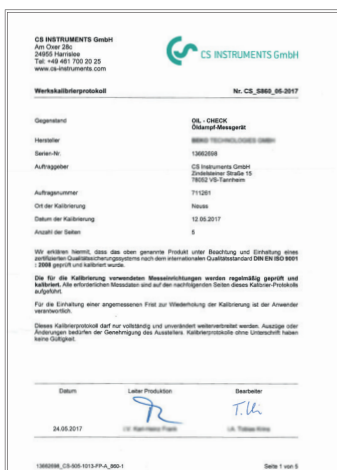 CS INSTRUMENTS GmbH
Am Oxer 28c
24955 Harrislee
Tel: +49 461 700 20 25
www.cs-instruments.com
CS INSTRUMENTS GmbH
Werkskalibrierprotokoll
Nr. CS_S860_05-2017
Gegenstand
OIL - CHECK
Öldampf-Messgerät
Hersteller
Serien-Nr.
13662698
Auftraggeber
CS Instruments GmbH
Zindelsteiner Straße 15
78052 VS-Tannheim
Auftragsnummer
711261
Ort der Kalibrierung
Neuss
Datum der Kalibrierung
12.05.2017
Anzahl der Seiten
5
Wir erklären hiermit, dass das oben genannte Produkt unter Beachtung und Einhaltung eines
zertifizierten Qualitätssicherungssystems nach dem internationalen Qualitätsstandard DIN EN ISO 9001
: 2008 geprüft und kalibriert wurde.
Die für die Kalibrierung verwendeten Messeinrichtungen werden regelmäßig geprüft und
kalibriert. Alle erforderlichen Messdaten sind auf den nachfolgenden Seiten dieses Kalibrier-Protokolls
aufgeführt.
Für die Einhaltung einer angemessenen Frist zur Wiederholung der Kalibrierung ist der Anwender
verantwortlich.
Dieses Kalibrierprotokoll darf nur vollständig und unverändert weiterverbreitet werden. Auszüge oder
Änderungen bedürfen der Genehmigung des Ausstellers. Kalibrierprotokolle ohne Unterschrift haben
keine Gültigkeit.
Datum
Leiter Produktion
Bearbeiter
24.05.2017
13662698_CS-505-1013-FP-A_860-1
Seite 1 von 5